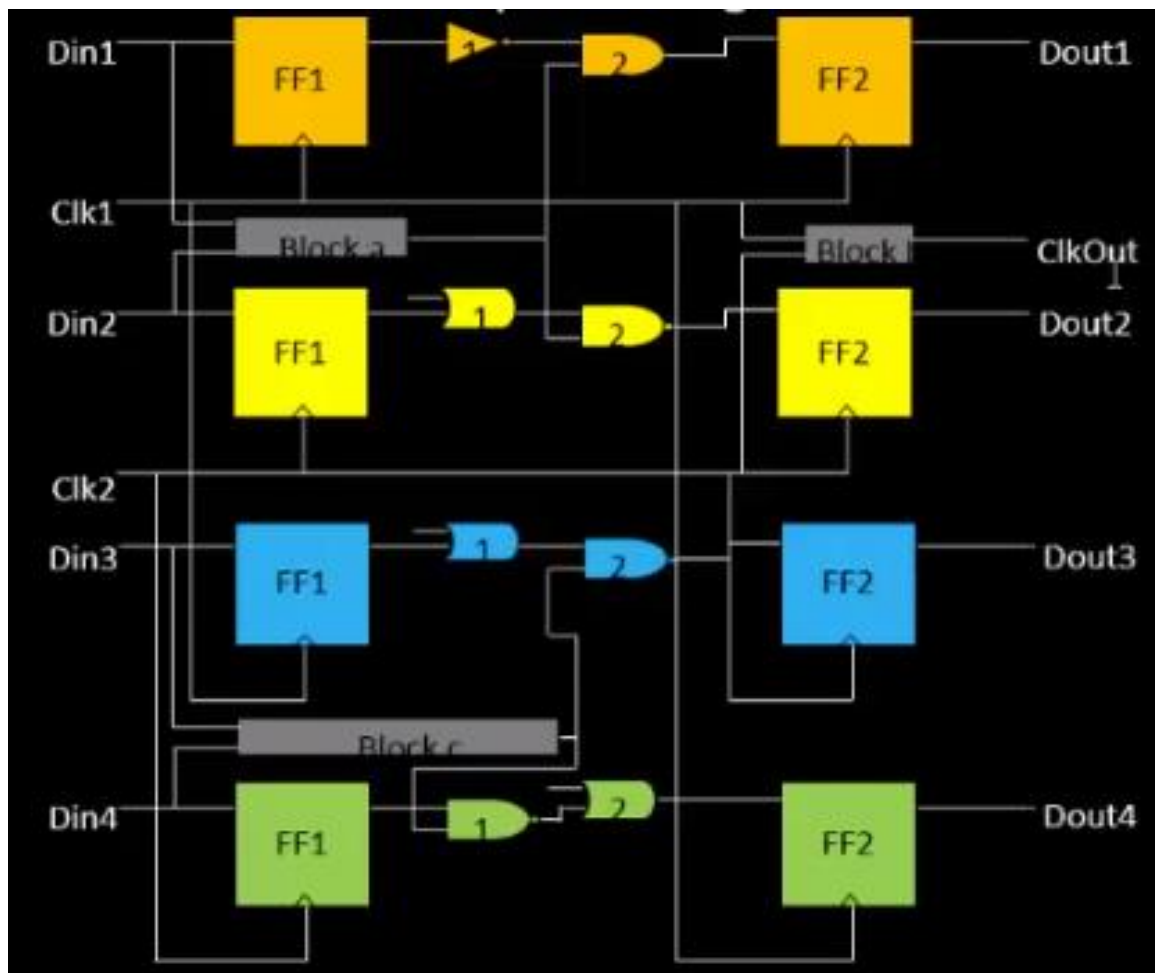 Din1
FF1
1
2
FF2
Dout1
Clk1
Block a
Block
ClkOut
Din2
FF1
1
2
FF2
Dout2
Clk2
Din3
FF1
1
2
FF2
Dout3
Block c
Din4
FF1
1
2
FF2
Dout4